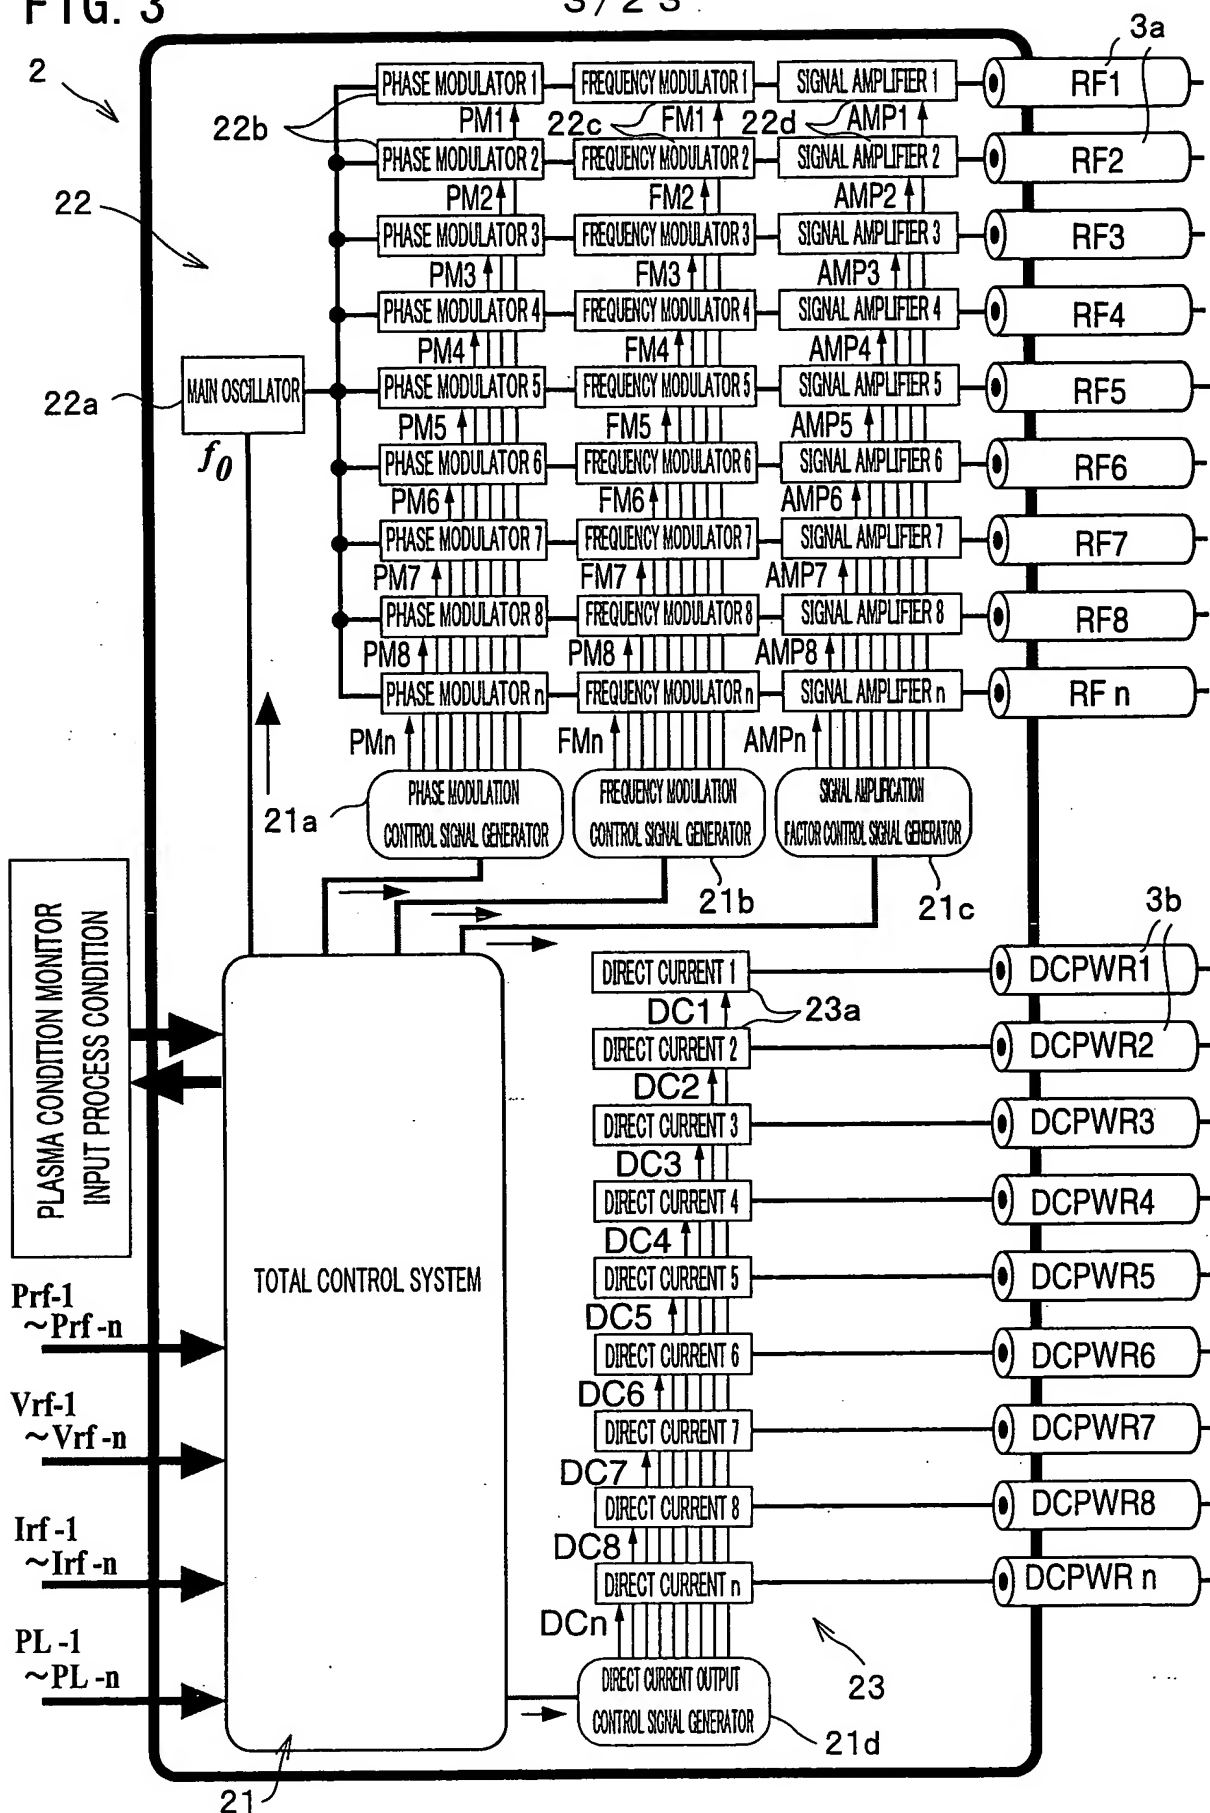 FIG. 3
3/23
2
3a
PHASE MODULATOR 1
FREQUENCY MODULATOR 1
SIGNAL AMPLIFIER 1
RF1
22b
PM1
22c
FM1
22d
AMP1
PHASE MODULATOR 2
FREQUENCY MODULATOR 2
SIGNAL AMPLIFIER 2
RF2
22
PM2
FM2
AMP2
PHASE MODULATOR 3
FREQUENCY MODULATOR 3
SIGNAL AMPLIFIER 3
RF3
PM3
FM3
AMP3
PHASE MODULATOR 4
FREQUENCY MODULATOR 4
SIGNAL AMPLIFIER 4
RF4
PM4
FM4
AMP4
MAIN OSCILLATOR
22a
f0
PHASE MODULATOR 5
FREQUENCY MODULATOR 5
SIGNAL AMPLIFIER 5
RF5
PM5
FM5
AMP5
PHASE MODULATOR 6
FREQUENCY MODULATOR 6
SIGNAL AMPLIFIER 6
RF6
PM6
FM6
AMP6
PHASE MODULATOR 7
FREQUENCY MODULATOR 7
SIGNAL AMPLIFIER 7
RF7
PM7
FM7
AMP7
PHASE MODULATOR 8
FREQUENCY MODULATOR 8
SIGNAL AMPLIFIER 8
RF8
PM8
PM8
AMP8
PHASE MODULATOR n
FREQUENCY MODULATOR n
SIGNAL AMPLIFIER n
RF n
PMn
FMn
AMPn
21a
PHASE MODULATION
CONTROL SIGNAL GENERATOR
FREQUENCY MODULATION
CONTROL SIGNAL GENERATOR
SIGNAL AMPLIFICATION
FACTOR CONTROL SIGNAL GENERATOR
21b
21c
3b
PLASMA CONDITION MONITOR
INPUT PROCESS CONDITION
DIRECT CURRENT 1
DCPWR1
DC1
23a
DIRECT CURRENT 2
DCPWR2
DC2
DIRECT CURRENT 3
DCPWR3
DC3
DIRECT CURRENT 4
DCPWR4
DC4
TOTAL CONTROL SYSTEM
DIRECT CURRENT 5
DCPWR5
DC5
Prf-1
~Prf-n
DIRECT CURRENT 6
DCPWR6
DC6
Vrf-1
~Vrf-n
DIRECT CURRENT 7
DCPWR7
DC7
DIRECT CURRENT 8
DCPWR8
DC8
Irf-1
~Irf-n
DIRECT CURRENT n
DCPWR n
DCn
PL-1
~PL-n
DIRECT CURRENT OUTPUT
CONTROL SIGNAL GENERATOR
23
21d
21